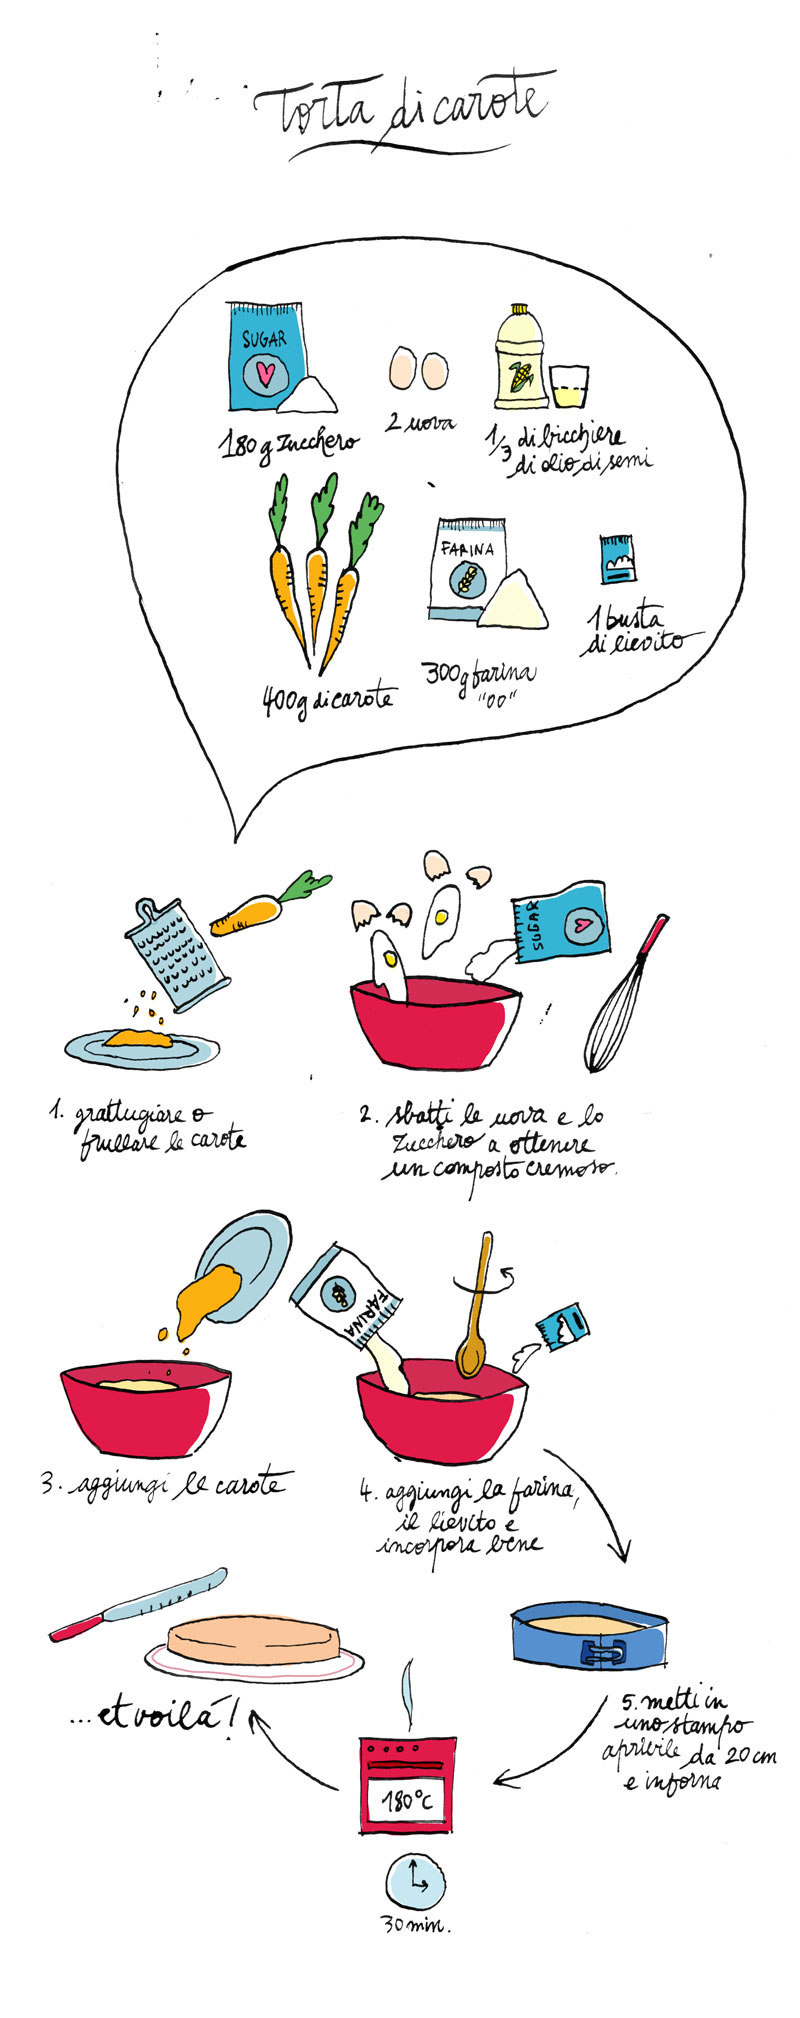 Torta di carote
SUGAR
180 g zucchero
2 uova
1/3 di bicchiere
di olio di semi
400g di carote
FARINA
300g farina
"00"
1 busta
di lievito
SUGAR
1. grattugiare o
frullare le carote
2. sbatti le uova e lo
zucchero a ottenere
un composto cremoso.
FARINA
3. aggiungi le carote
4. aggiungi la farina,
il lievito e
incorpora bene
5. metti in
uno stampo
apribile da 20 cm
e inforna
180°C
30 min.
...et voilá!